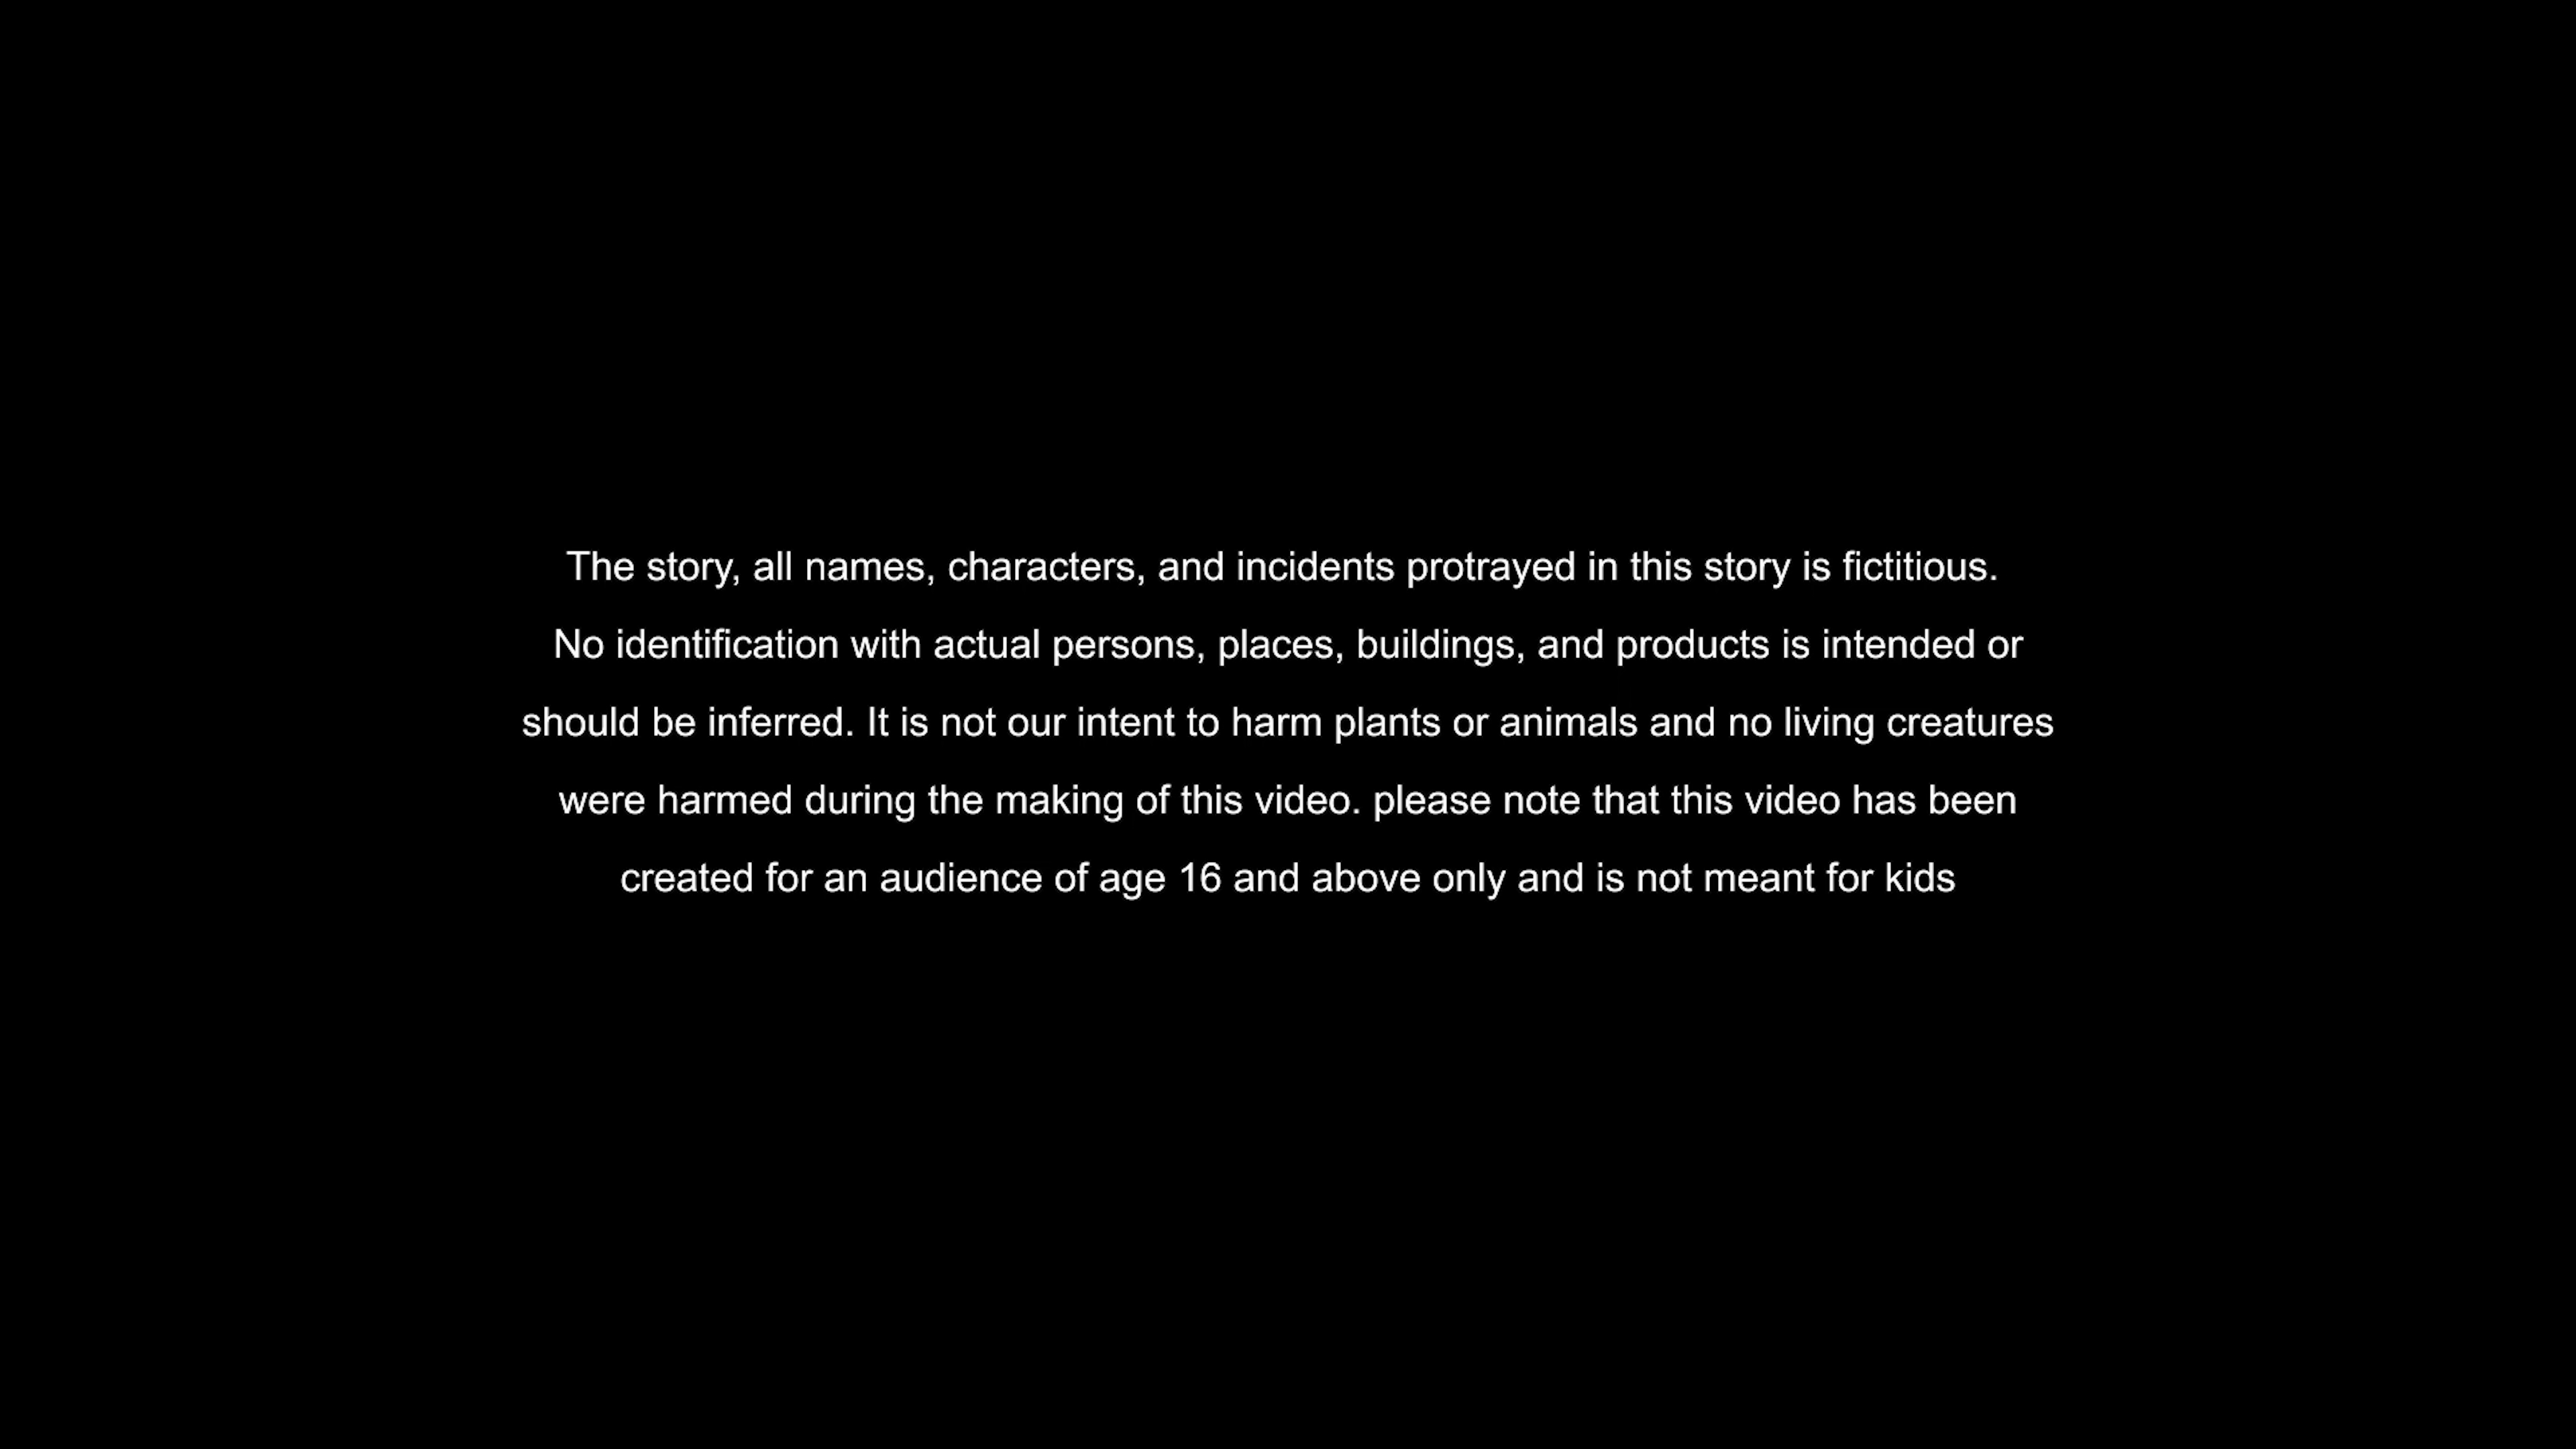 The story, all names, characters, and incidents protrayed in this story is fictitious.
No identification with actual persons, places, buildings, and products is intended or
should be inferred. It is not our intent to harm plants or animals and no living creatures
were harmed during the making of this video. please note that this video has been
created for an audience of age 16 and above only and is not meant for kids